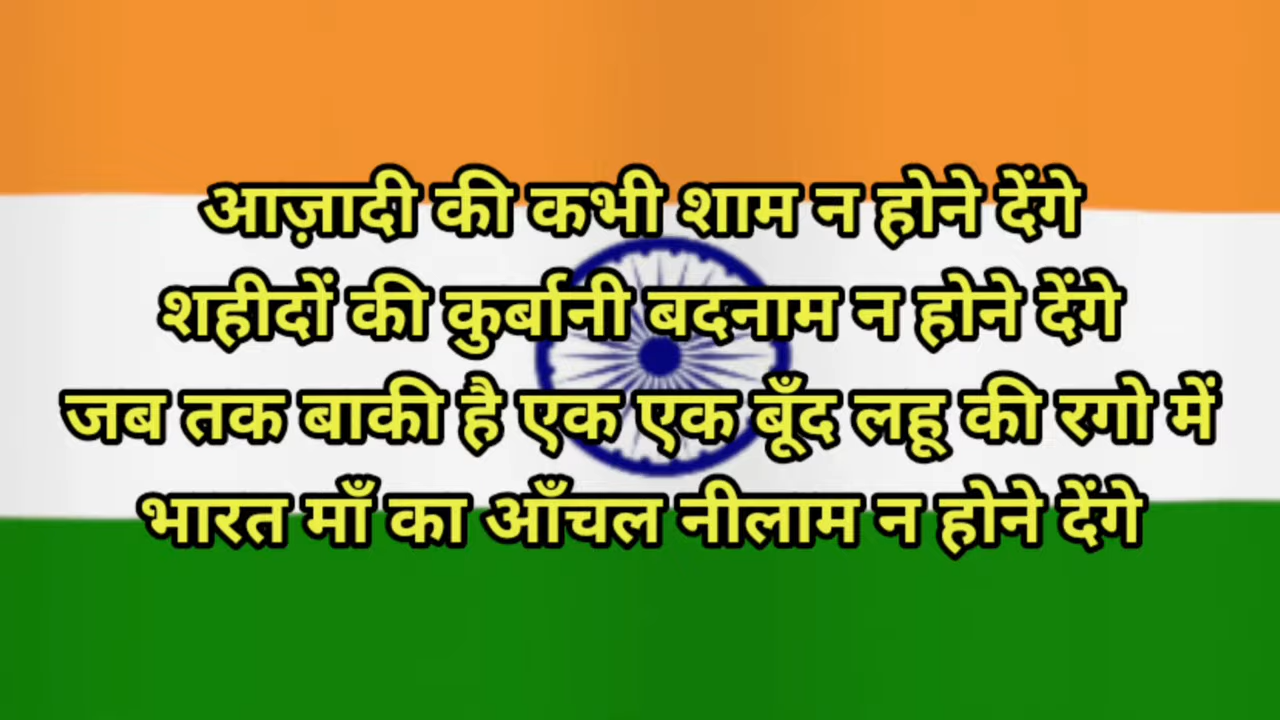 आज़ादी की कभी शाम न होने देंगे
शहीदों की कुर्बानी बदनाम न होने देंगे
जब तक बाकी है एक एक बूँद लहू की रगो में
भारत माँ का आँचल नीलाम न होने देंगे